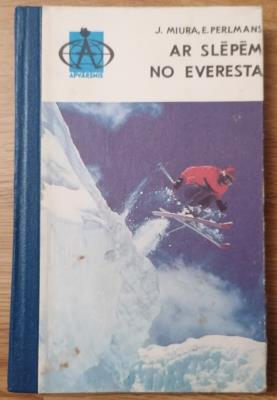 J. MIURA, E. PERLMANS
AR SLĒPĒM
NO EVERESTA
APVĀRSNIS